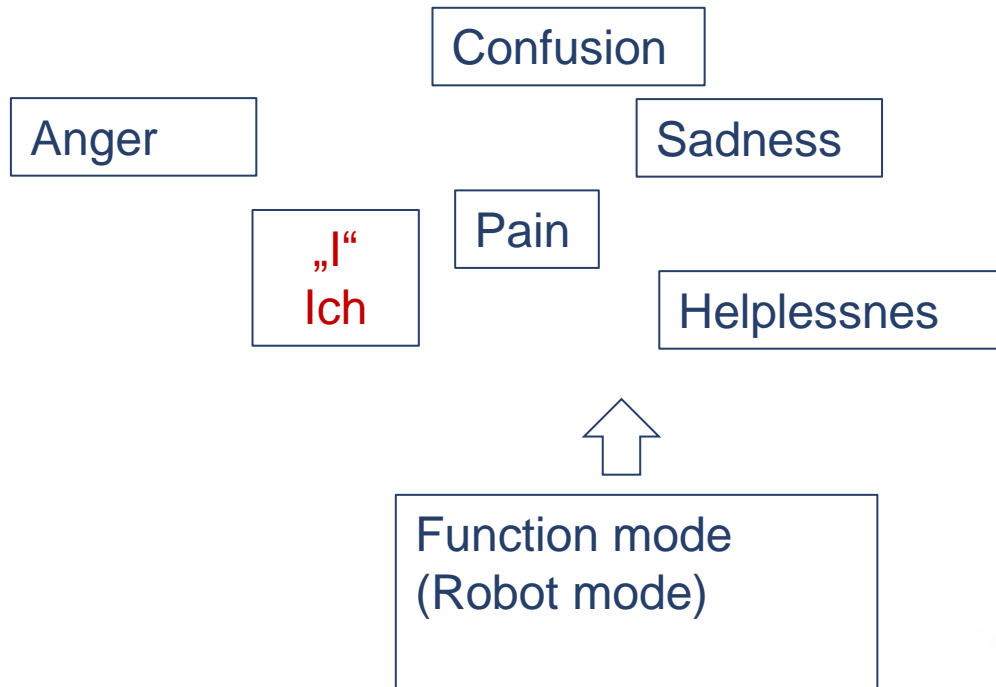 Confusion
Anger
Sadness
Pain
„I“
Ich
Helplessnes
Function mode
(Robot mode)